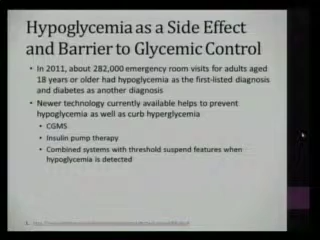 Hypoglycemia as a Side Effect
and Barrier to Glycemic Control
• In 2011, about 282,000 emergency room visits for adults aged
18 years or older had hypoglycemia as the first-listed diagnosis
and diabetes as another diagnosis
• Newer technology currently available helps to prevent
hypoglycemia as well as curb hyperglycemia
• CGMS
• Insulin pump therapy
• Combined systems with threshold suspend features when
hypoglycemia is detected
1.